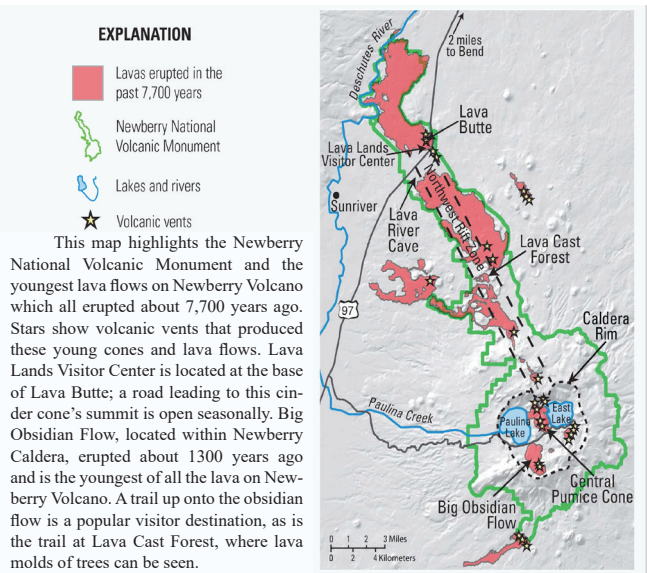 EXPLANATION
Lavas erupted in the
past 7,700 years
Newberry National
Volcanic Monument
Lakes and rivers
Volcanic vents
This map highlights the Newberry
National Volcanic Monument and the
youngest lava flows on Newberry Volcano
which all erupted about 7,700 years ago.
Stars show volcanic vents that produced
these young cones and lava flows. Lava
Lands Visitor Center is located at the base
of Lava Butte; a road leading to this cin-
der cone's summit is open seasonally. Big
Obsidian Flow, located within Newberry
Caldera, erupted about 1300 years ago
and is the youngest of all the lava on New-
berry Volcano. A trail up onto the obsidian
flow is a popular visitor destination, as is
the trail at Lava Cast Forest, where lava
molds of trees can be seen.
Deschutes River
2 miles
to Bend
Lava
Butte
Lava Lands
Visitor Center
Sunriver
Lava
River
Cave
Northwest Rift Zone
Lava Cast
Forest
97
Caldera
Rim
Paulina Creek
Paulina
Lake
East
Lake
Central
Pumice Cone
Big Obsidian
Flow
0 1 2 3 Miles
0 2 4 Kilometers